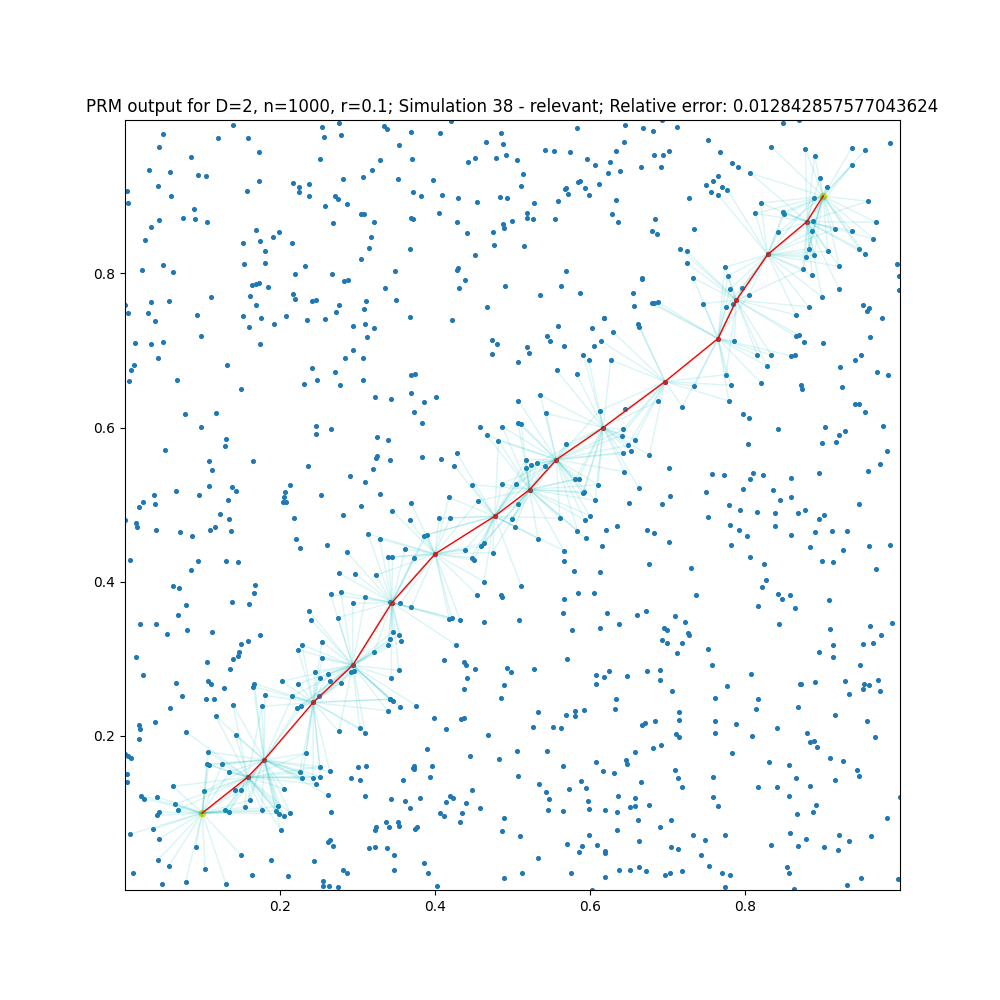 PRM output for D=2, n=1000, r=0.1; Simulation 38 - relevant; Relative error: 0.012842857577043624
0.8
0.6
0.4
0.2
0.2 0.4 0.6 0.8